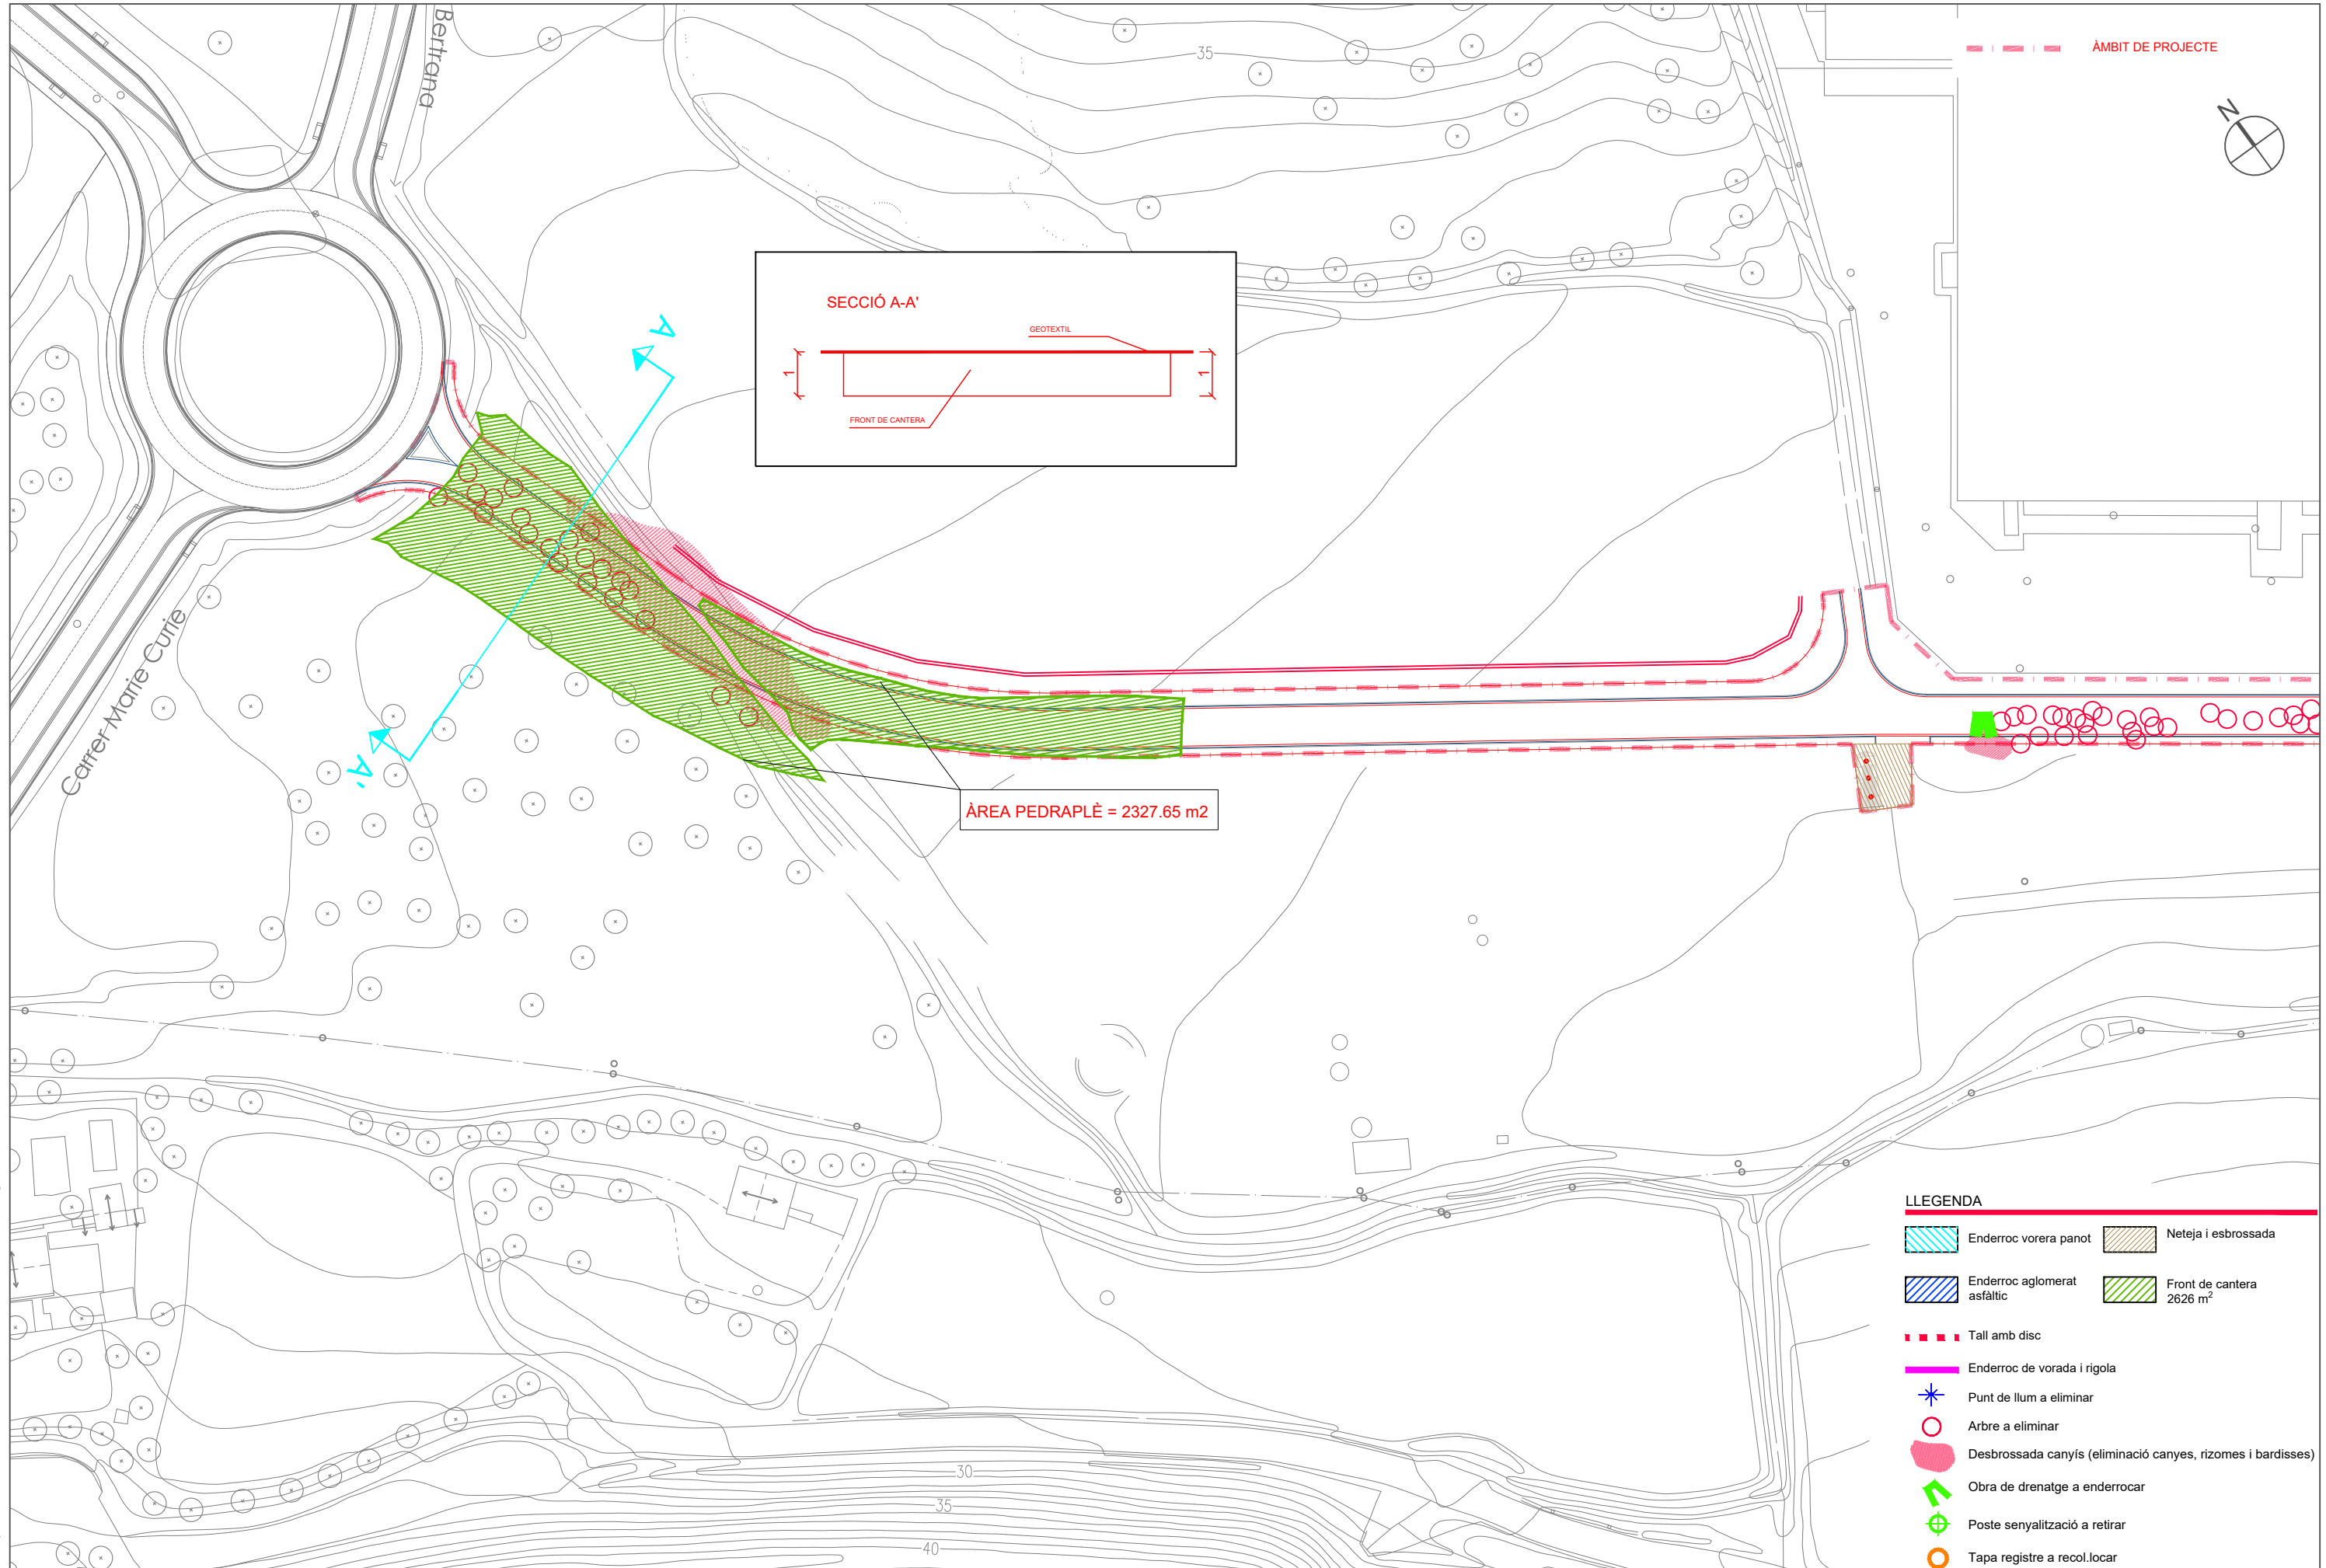 Bertrana
35
ÀMBIT DE PROJECTE
N
SECCIÓ A-A'
GEOTEXTIL
1
1
FRONT DE CANTERA
A
A'
Carrer Marie Curie
ÀREA PEDRAPLÈ = 2327.65 m2
30
35
40
LLEGENDA
Enderroc vorera panot
Neteja i esbrossada
Enderroc aglomerat
asfàltic
Front de cantera
2626 m²
Tall amb disc
Enderroc de vorada i rigola
Punt de llum a eliminar
Arbre a eliminar
Desbrossada canyís (eliminació canyes, rizomes i bardisses)
Obra de drenatge a enderrocar
Poste senyalització a retirar
Tapa registre a recol.locar